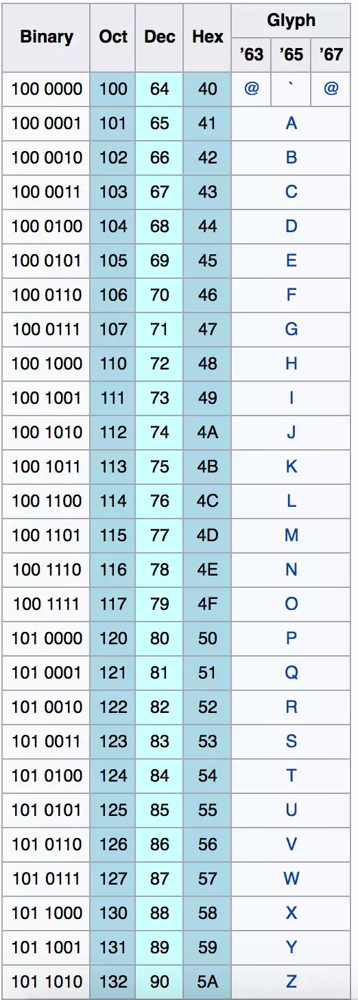 Binary Oct Dec Hex Glyph
’63 ’65 ’67
100 0000 100 64 40 @ ` @
100 0001 101 65 41 A
100 0010 102 66 42 B
100 0011 103 67 43 C
100 0100 104 68 44 D
100 0101 105 69 45 E
100 0110 106 70 46 F
100 0111 107 71 47 G
100 1000 110 72 48 H
100 1001 111 73 49 I
100 1010 112 74 4A J
100 1011 113 75 4B K
100 1100 114 76 4C L
100 1101 115 77 4D M
100 1110 116 78 4E N
100 1111 117 79 4F O
101 0000 120 80 50 P
101 0001 121 81 51 Q
101 0010 122 82 52 R
101 0011 123 83 53 S
101 0100 124 84 54 T
101 0101 125 85 55 U
101 0110 126 86 56 V
101 0111 127 87 57 W
101 1000 130 88 58 X
101 1001 131 89 59 Y
101 1010 132 90 5A Z